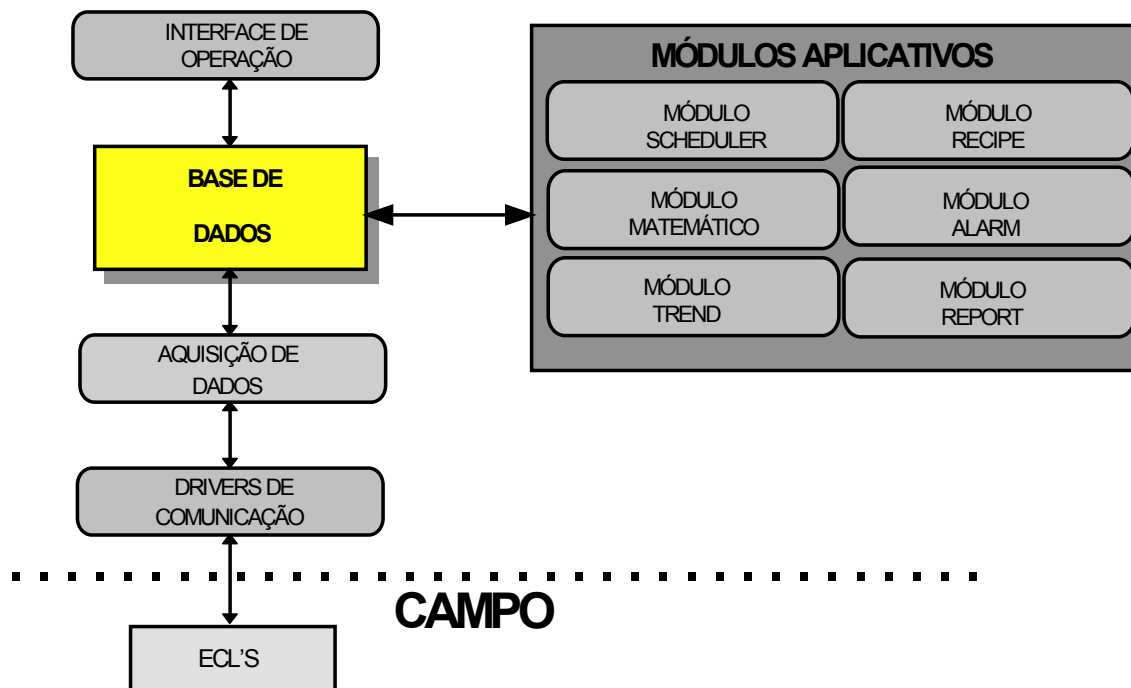 INTERFACE DE
OPERAÇÃO
BASE DE
DADOS
AQUISIÇÃO DE
DADOS
DRIVERS DE
COMUNICAÇÃO
CAMPO
ECL'S
MÓDULOS APLICATIVOS
MÓDULO
SCHEDULER
MÓDULO
RECIPE
MÓDULO
MATEMÁTICO
MÓDULO
ALARM
MÓDULO
TREND
MÓDULO
REPORT